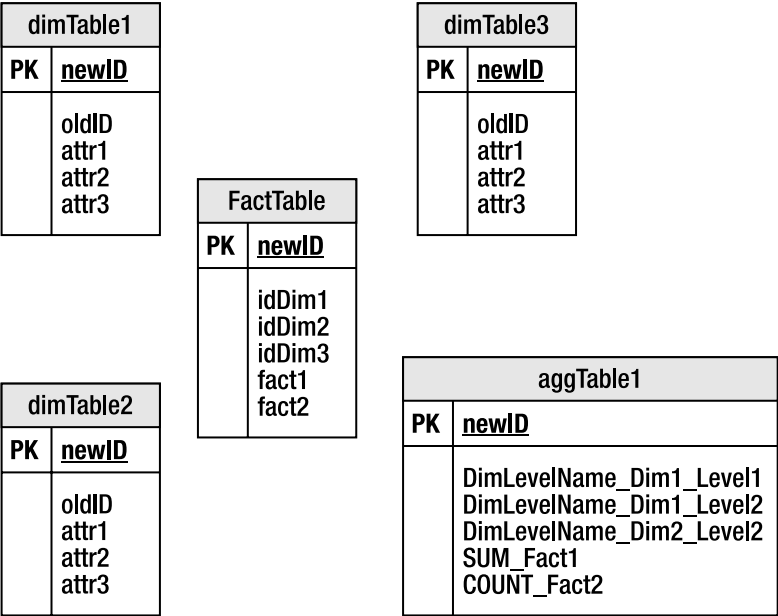 dimTable1
PK newID
oldID
attr1
attr2
attr3
dimTable3
PK newID
oldID
attr1
attr2
attr3
FactTable
PK newID
idDim1
idDim2
idDim3
fact1
fact2
dimTable2
PK newID
oldID
attr1
attr2
attr3
aggTable1
PK newID
DimLevelName_Dim1_Level1
DimLevelName_Dim1_Level2
DimLevelName_Dim2_Level2
SUM_Fact1
COUNT_Fact2